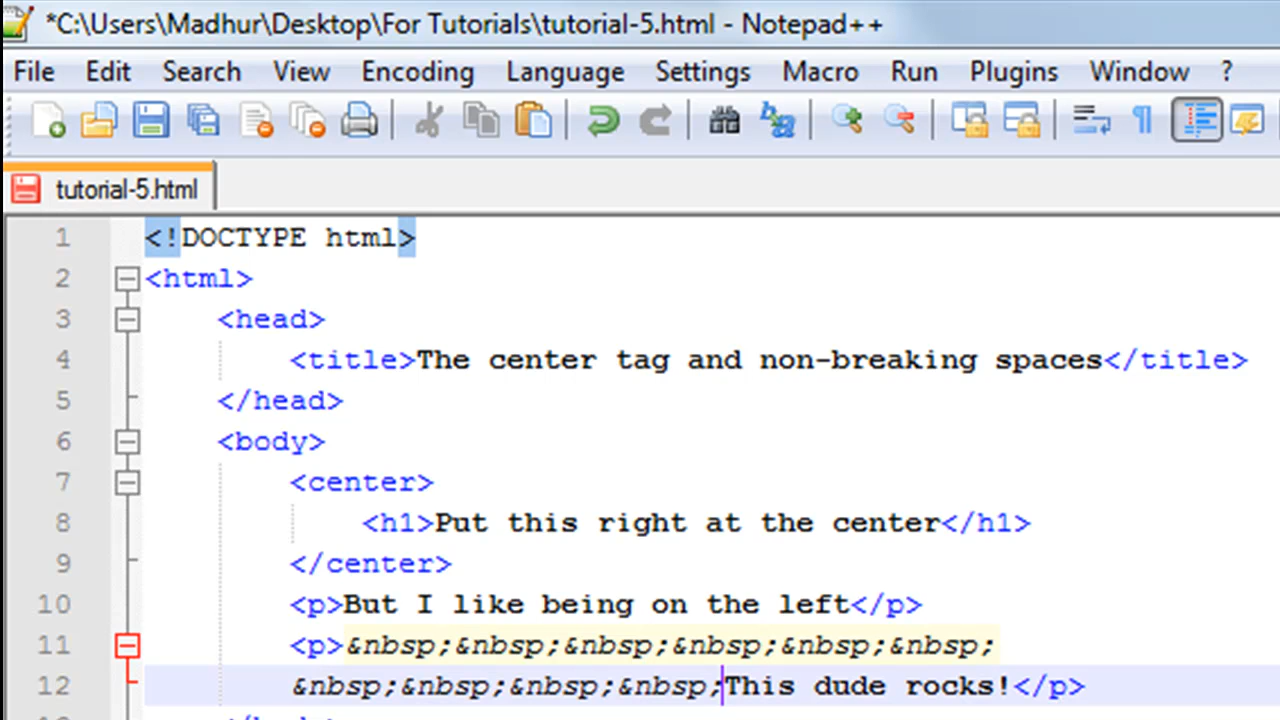 *C:\Users\Madhur\Desktop\For Tutorials\tutorial-5.html - Notepad++
File Edit Search View Encoding Language Settings Macro Run Plugins Window ?
tutorial-5.html
1 <!DOCTYPE html>
2 <html>
3 <head>
4 <title>The center tag and non-breaking spaces</title>
5 </head>
6 <body>
7 <center>
8 <h1>Put this right at the center</h1>
9 </center>
10 <p>But I like being on the left</p>
11 <p>&nbsp;&nbsp;&nbsp;&nbsp;&nbsp;&nbsp;
12 &nbsp;&nbsp;&nbsp;&nbsp;This dude rocks!</p>